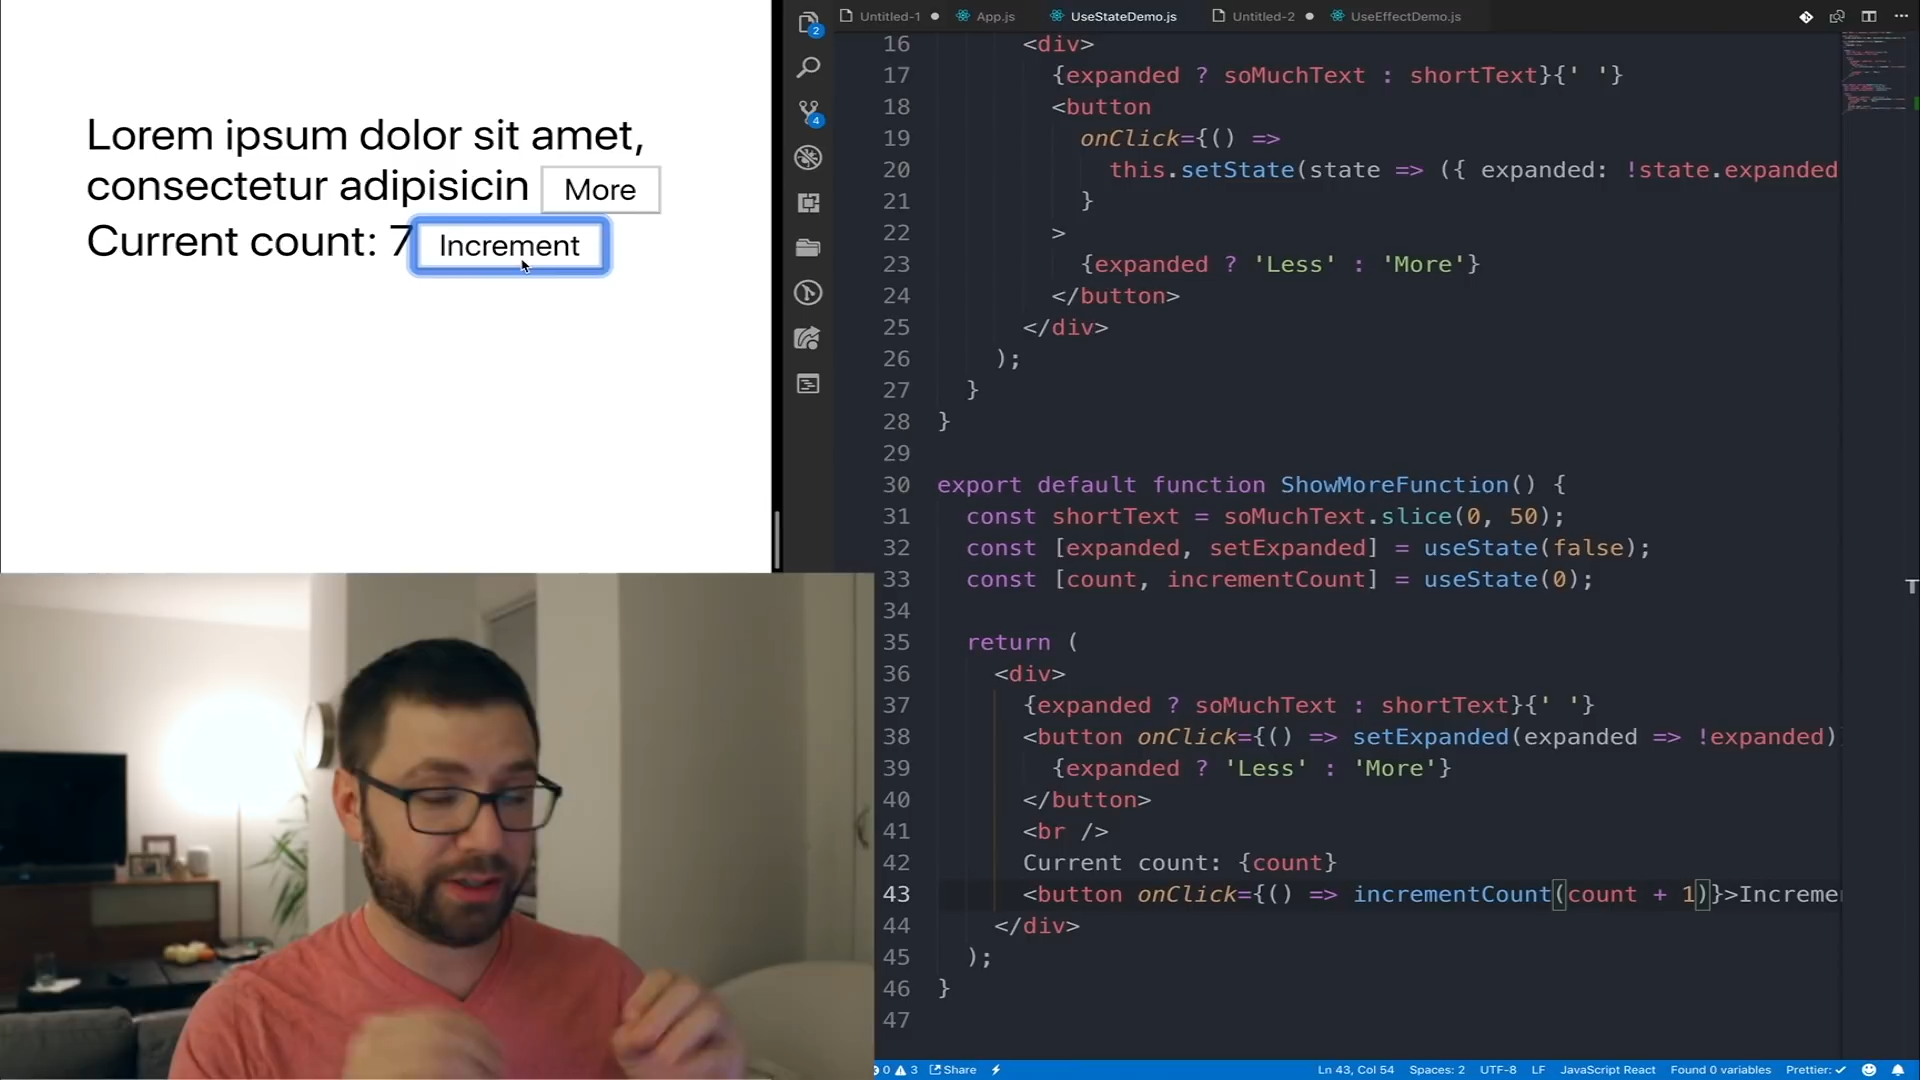 Untitled-1
App.js
UseStateDemo.js
Untitled-2
UseEffectDemo.js
Lorem ipsum dolor sit amet,
consectetur adipisicin More
Current count: 7 Increment
2
4
16 <div>
17 {expanded ? soMuchText : shortText}{' '}
18 <button
19 onClick={() =>
20 this.setState(state => ({ expanded: !state.expanded
21 }
22 >
23 {expanded ? 'Less' : 'More'}
24 </button>
25 </div>
26 );
27 }
28 }
29
30 export default function ShowMoreFunction() {
31 const shortText = soMuchText.slice(0, 50);
32 const [expanded, setExpanded] = useState(false);
33 const [count, incrementCount] = useState(0);
34
35 return (
36 <div>
37 {expanded ? soMuchText : shortText}{' '}
38 <button onClick={() => setExpanded(expanded => !expanded)
39 {expanded ? 'Less' : 'More'}
40 </button>
41 <br />
42 Current count: {count}
43 <button onClick={() => incrementCount(count + 1)}>Increme
44 </div>
45 );
46 }
47
0 3 Share Ln 43, Col 54 Spaces: 2 UTF-8 LF JavaScript React Found 0 variables Prettier: ✓